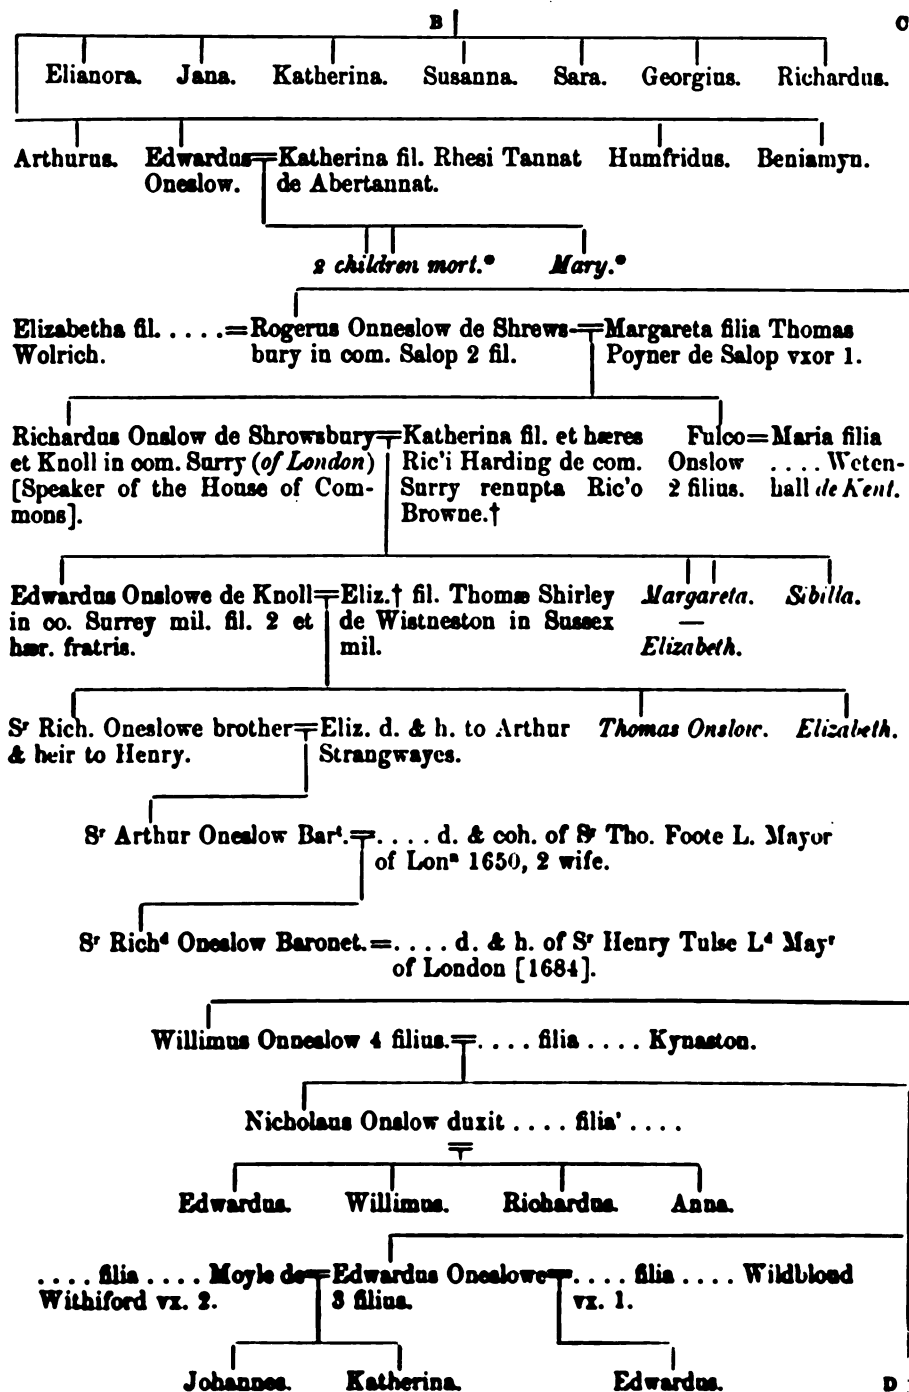 B C
Elianora. Jana. Katherina. Susanna. Sara. Georgius. Richardus.
Arthurus. Edwardus=Katherina fil. Rhesi Tannat Humfridus. Beniamyn.
Oneslow. de Abertannat.
2 children mort.* Mary.*
Elizabetha fil. . . . . .=Rogerus Onneslow de Shrews-=Margareta filia Thomas
Wolrich. bury in com. Salop 2 fil. Poyner de Salop vxor 1.
Richardus Onslow de Shrowsbury=Katherina fil. et hæres Fulco=Maria filia
et Knoll in com. Surry (of London) Ric'i Harding de com. Onslow . . . . Weten-
[Speaker of the House of Com- Surry renupta Ric'o 2 filius. hall de Kent.
mons]. Browne.†
Edwardus Onslowe de Knoll=Eliz.† fil. Thomæ Shirley Margareta. Sibilla.
in co. Surrey mil. fil. 2 et de Wistneston in Sussex —
hær. fratris. mil. Elizabeth.
Sʳ Rich. Oneslowe brother=Eliz. d. & h. to Arthur Thomas Onslow. Elizabeth.
& heir to Henry. Strangwayes.
Sʳ Arthur Oneslow Barᵗ.=. . . . d. & coh. of Sʳ Tho. Foote L. Mayor
of Lonⁿ 1650, 2 wife.
Sʳ Richᵈ Oneslow Baronet.=. . . . d. & h. of Sʳ Henry Tulse Lᵈ Mayʳ
of London [1684].
Willimus Onneslow 4 filius.=. . . . filia . . . . Kynaston.
Nicholaus Onslow duxit . . . . filia' . . . .
Edwardus. Willimus. Richardus. Anna.
. . . . filia . . . . Moyle de=Edwardus Oneslowe=. . . . filia . . . . Wildbloud
Withiford vx. 2. 3 filius. vx. 1.
Johannes. Katherina. Edwardus. D